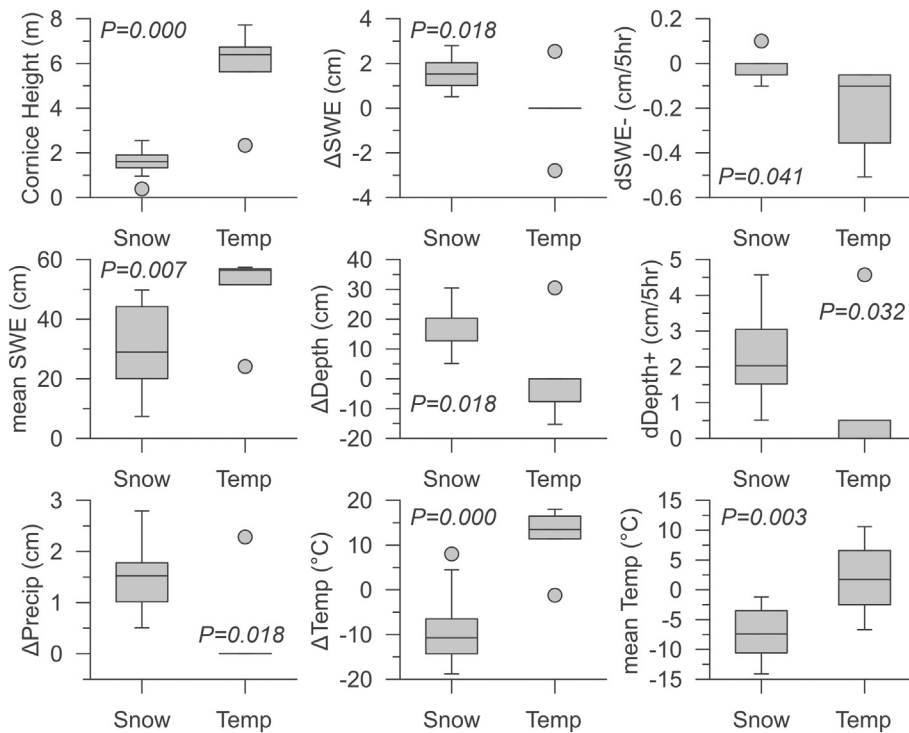 Cornice Height (m)
8
6
4
2
0
P=0.000
Snow Temp
ΔSWE (cm)
4
2
0
-2
-4
P=0.018
Snow Temp
dSWE- (cm/5hr)
0.2
0
-0.2
-0.4
-0.6
P=0.041
Snow Temp
mean SWE (cm)
60
40
20
0
P=0.007
Snow Temp
ΔDepth (cm)
40
30
20
10
0
-10
-20
P=0.018
Snow Temp
dDepth+ (cm/5hr)
5
4
3
2
1
0
P=0.032
Snow Temp
ΔPrecip (cm)
3
2
1
0
P=0.018
Snow Temp
ΔTemp (°C)
20
10
0
-10
-20
P=0.000
Snow Temp
mean Temp (°C)
15
10
5
0
-5
-10
-15
P=0.003
Snow Temp